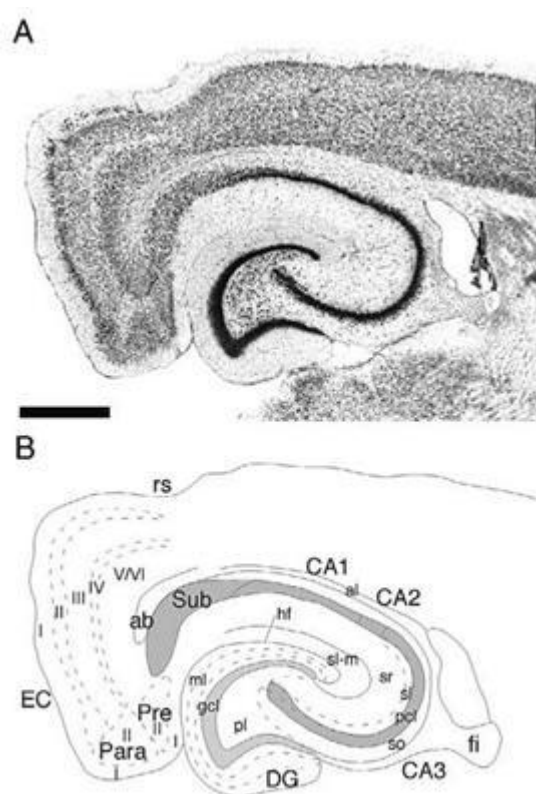 A
B
rs
CA1
al
CA2
V/VI
IV
III
II
I
Sub
ab
hf
sl-m
sr
ml
sl
EC
gcl
pcl
Pre
II
II
pl
so
fi
Para
I
CA3
I
DG